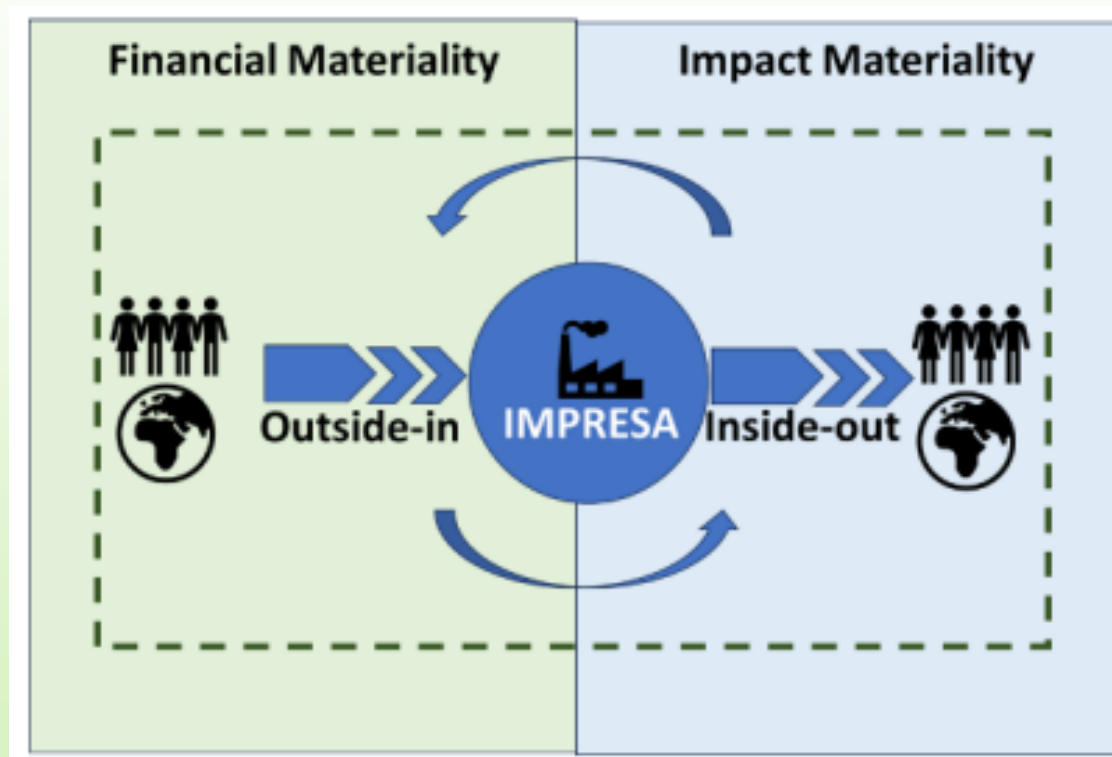 Financial Materiality
Impact Materiality
Outside-in
IMPRESA
Inside-out